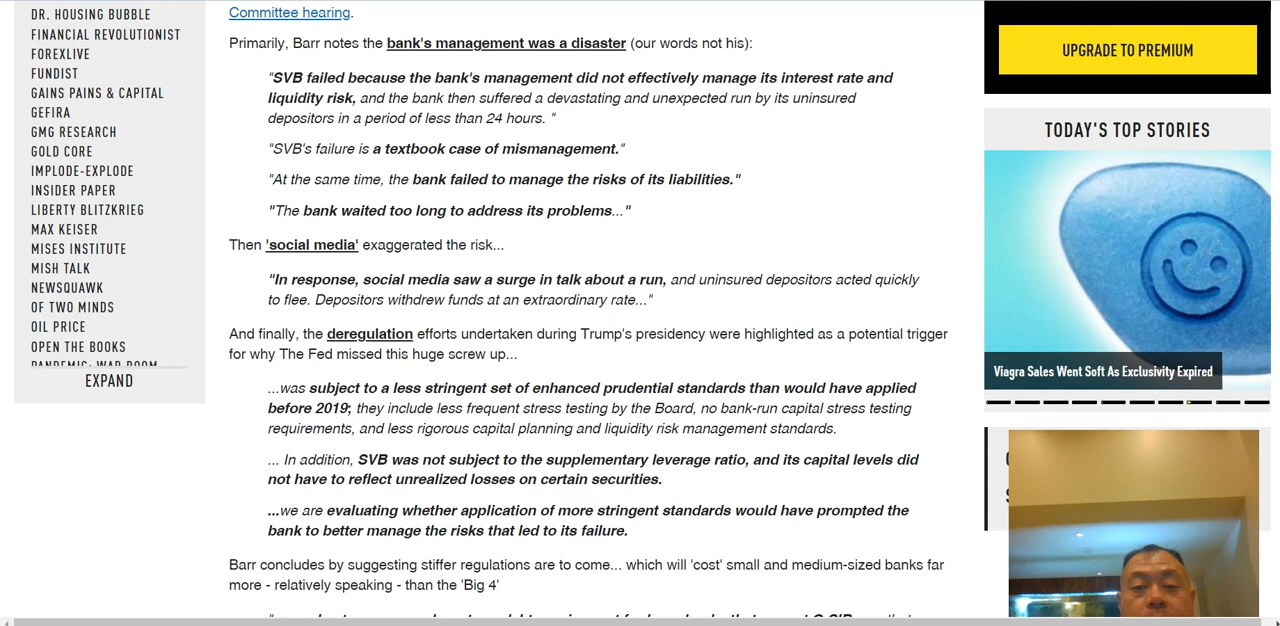 DR. HOUSING BUBBLE
FINANCIAL REVOLUTIONIST
FOREXLIVE
FUNDIST
GAINS PAINS & CAPITAL
GEFIRA
GMG RESEARCH
GOLD CORE
IMPLODE-EXPLODE
INSIDER PAPER
LIBERTY BLITZKRIEG
MAX KEISER
MISES INSTITUTE
MISH TALK
NEWSQUAWK
OF TWO MINDS
OIL PRICE
OPEN THE BOOKS
PANDEMIC: WAR ROOM
EXPAND
Committee hearing.
Primarily, Barr notes the bank's management was a disaster (our words not his):
"SVB failed because the bank's management did not effectively manage its interest rate and
liquidity risk, and the bank then suffered a devastating and unexpected run by its uninsured
depositors in a period of less than 24 hours. "
"SVB's failure is a textbook case of mismanagement."
"At the same time, the bank failed to manage the risks of its liabilities."
"The bank waited too long to address its problems..."
Then 'social media' exaggerated the risk...
"In response, social media saw a surge in talk about a run, and uninsured depositors acted quickly
to flee. Depositors withdrew funds at an extraordinary rate..."
And finally, the deregulation efforts undertaken during Trump's presidency were highlighted as a potential trigger
for why The Fed missed this huge screw up...
...was subject to a less stringent set of enhanced prudential standards than would have applied
before 2019; they include less frequent stress testing by the Board, no bank-run capital stress testing
requirements, and less rigorous capital planning and liquidity risk management standards.
... In addition, SVB was not subject to the supplementary leverage ratio, and its capital levels did
not have to reflect unrealized losses on certain securities.
...we are evaluating whether application of more stringent standards would have prompted the
bank to better manage the risks that led to its failure.
Barr concludes by suggesting stiffer regulations are to come... which will 'cost' small and medium-sized banks far
more - relatively speaking - than the 'Big 4'
UPGRADE TO PREMIUM
TODAY'S TOP STORIES
Viagra Sales Went Soft As Exclusivity Expired